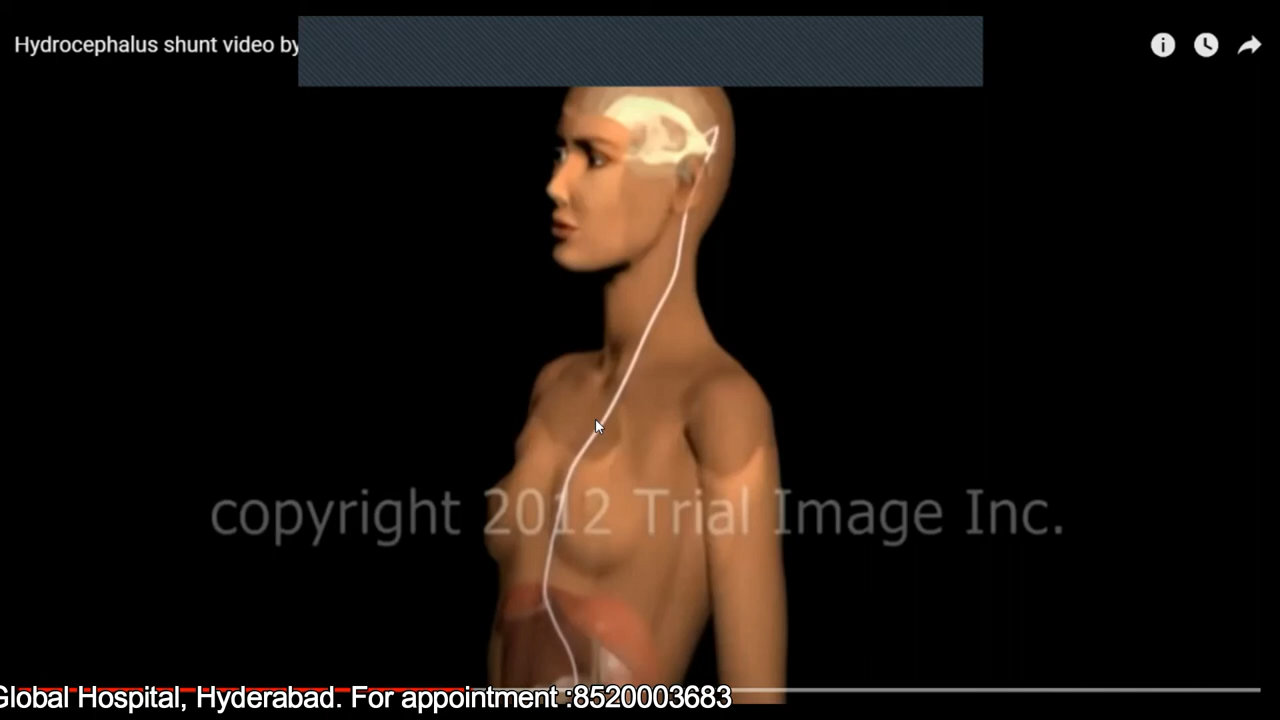 Hydrocephalus shunt video by
copyright 2012 Trial Image Inc.
Global Hospital, Hyderabad. For appointment :8520003683